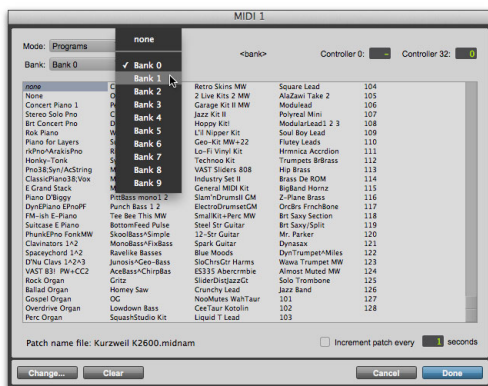 MIDI 1
Mode: Programs
<bank>
Controller 0: -
Controller 32: 0
Bank: Bank 0
none
✓ Bank 0
Bank 1
Bank 2
Bank 3
Bank 4
Bank 5
Bank 6
Bank 7
Bank 8
Bank 9
none
None
Concert Piano 1
Stereo Solo Pno
Brt Concert Pno
Rok Piano
Piano for Layers
rkPno^ArakisPno
Honky-Tonk
Pno38;Syn/AcString
ClassicPiano38;Vox
E Grand Stack
Piano D'Biggy
DynEPiano EPnoPF
FM-ish E-Piano
Suitcase E Piano
Clavinators 1^2
Spaceychord 1^2
D'Nu Clavs 1^2^3
VAST B3! PW+CC2
Rock Organ
Ballad Organ
Gospel Organ
Overdrive Organ
Perc Organ
PittBass mono1 2
Punch Bass 1 2
Tee Bee This MW
BottomFeed Pulse
SkoolBass^Simple
MonoBass^FixBass
Ravelike Basses
Junosis^Geo-Bass
AceBass^ChirpBas
Gritz
Homey Saw
OG
Lowdown Bass
SquashStudio Kit
Retro Skins MW
2 Live Kits 2 MW
Garage Kit II MW
Jazz Kit II
Hoppy Kit!
L'il Nipper Kit
Geo-Kit MW+22
Lo-Fi Vinyl Kit
Technoo Kit
VAST Sliders 808
Industry Set II
General MIDI Kit
Slam'nDrumsII GM
ElectroDrumsetGM
SmallKit+Perc MW
Steel Str Guitar
12-Str Guitar
Spark Guitar
Blue Moods
SloChrsGtr Harms
ES335 Abercrmbie
SliderDistJazzGt
Crunchy Lead
NooMutes WahTaur
CeeTaur Kotolin
Liquid T Lead
Square Lead
AlaZawi Take 2
Modulead
Polyreal Mini
ModularLead1 2 3
Soul Boy Lead
Flutey Leads
Hrmnica Accrdion
Trumpets BrBrass
Hip Brass
Brass De ROM
BigBand Hornz
Z-Plane Brass
OrcBrs FrnchBone
Brt Saxy Section
Brt Saxy/Split
Mr. Parker
Dynasax
DynTrumpet^Miles
Wawa Trumpet MW
Almost Muted MW
Solo Trombone
Jazz Band
101
102
103
104
105
106
107
108
109
110
111
112
113
114
115
116
117
118
119
120
121
122
123
124
125
126
127
128
Patch name file: Kurzweil K2600.midnam
Increment patch every 1 seconds
Change...
Clear
Cancel
Done